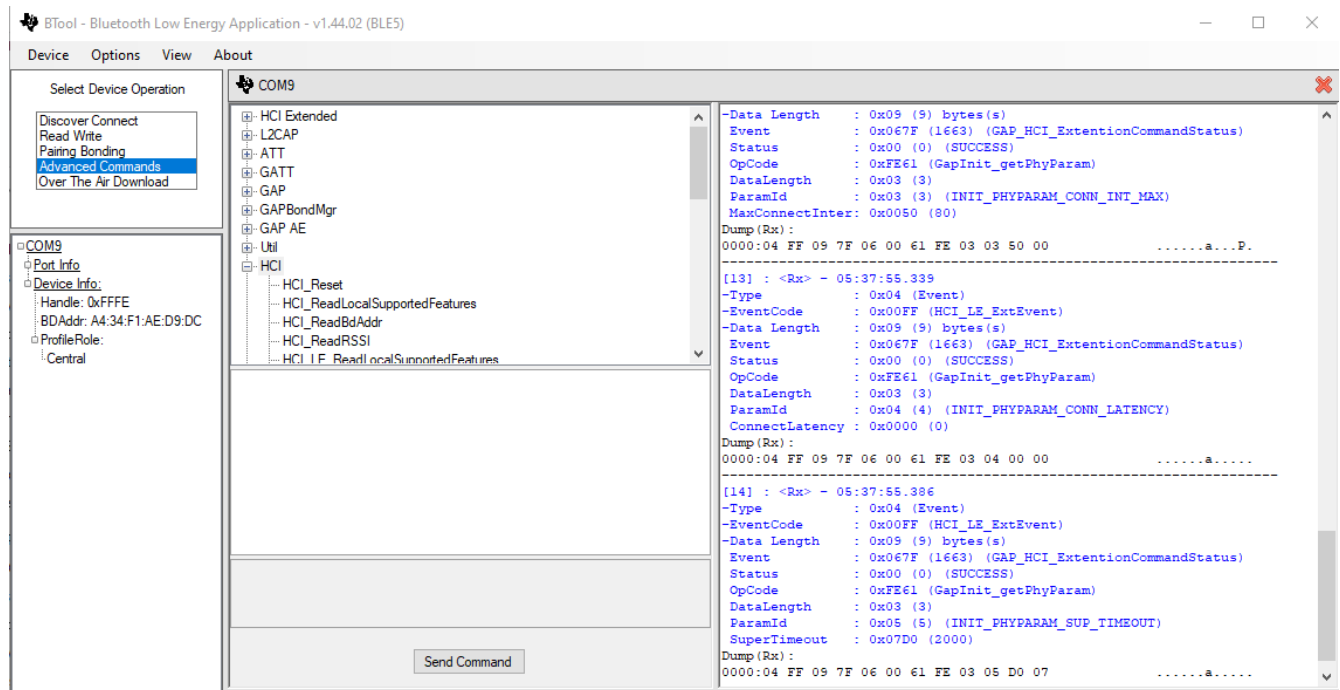 BTool - Bluetooth Low Energy Application - v1.44.02 (BLE5)
Device Options View About
Select Device Operation
Discover Connect
Read Write
Pairing Bonding
Advanced Commands
Over The Air Download
COM9
Port Info
Device Info:
Handle: 0xFFFE
BDAddr: A4:34:F1:AE:D9:DC
ProfileRole:
Central
COM9
HCI Extended
L2CAP
ATT
GATT
GAP
GAPBondMgr
GAP AE
Util
HCI
HCI_Reset
HCI_ReadLocalSupportedFeatures
HCI_ReadBdAddr
HCI_ReadRSSI
HCI_LE_ReadLocalSupportedFeatures
Send Command
-Data Length : 0x09 (9) bytes(s)
Event : 0x067F (1663) (GAP_HCI_ExtentionCommandStatus)
Status : 0x00 (0) (SUCCESS)
OpCode : 0xFE61 (GapInit_getPhyParam)
DataLength : 0x03 (3)
ParamId : 0x03 (3) (INIT_PHYPARAM_CONN_INT_MAX)
MaxConnectInter: 0x0050 (80)
Dump(Rx):
0000:04 FF 09 7F 06 00 61 FE 03 03 50 00 ......a...P.
--------------------------------------------------------------------
[13] : <Rx> - 05:37:55.339
-Type : 0x04 (Event)
-EventCode : 0x00FF (HCI_LE_ExtEvent)
-Data Length : 0x09 (9) bytes(s)
Event : 0x067F (1663) (GAP_HCI_ExtentionCommandStatus)
Status : 0x00 (0) (SUCCESS)
OpCode : 0xFE61 (GapInit_getPhyParam)
DataLength : 0x03 (3)
ParamId : 0x04 (4) (INIT_PHYPARAM_CONN_LATENCY)
ConnectLatency : 0x0000 (0)
Dump(Rx):
0000:04 FF 09 7F 06 00 61 FE 03 04 00 00 ......a.....
--------------------------------------------------------------------
[14] : <Rx> - 05:37:55.386
-Type : 0x04 (Event)
-EventCode : 0x00FF (HCI_LE_ExtEvent)
-Data Length : 0x09 (9) bytes(s)
Event : 0x067F (1663) (GAP_HCI_ExtentionCommandStatus)
Status : 0x00 (0) (SUCCESS)
OpCode : 0xFE61 (GapInit_getPhyParam)
DataLength : 0x03 (3)
ParamId : 0x05 (5) (INIT_PHYPARAM_SUP_TIMEOUT)
SuperTimeout : 0x07D0 (2000)
Dump(Rx):
0000:04 FF 09 7F 06 00 61 FE 03 05 D0 07 ......a.....